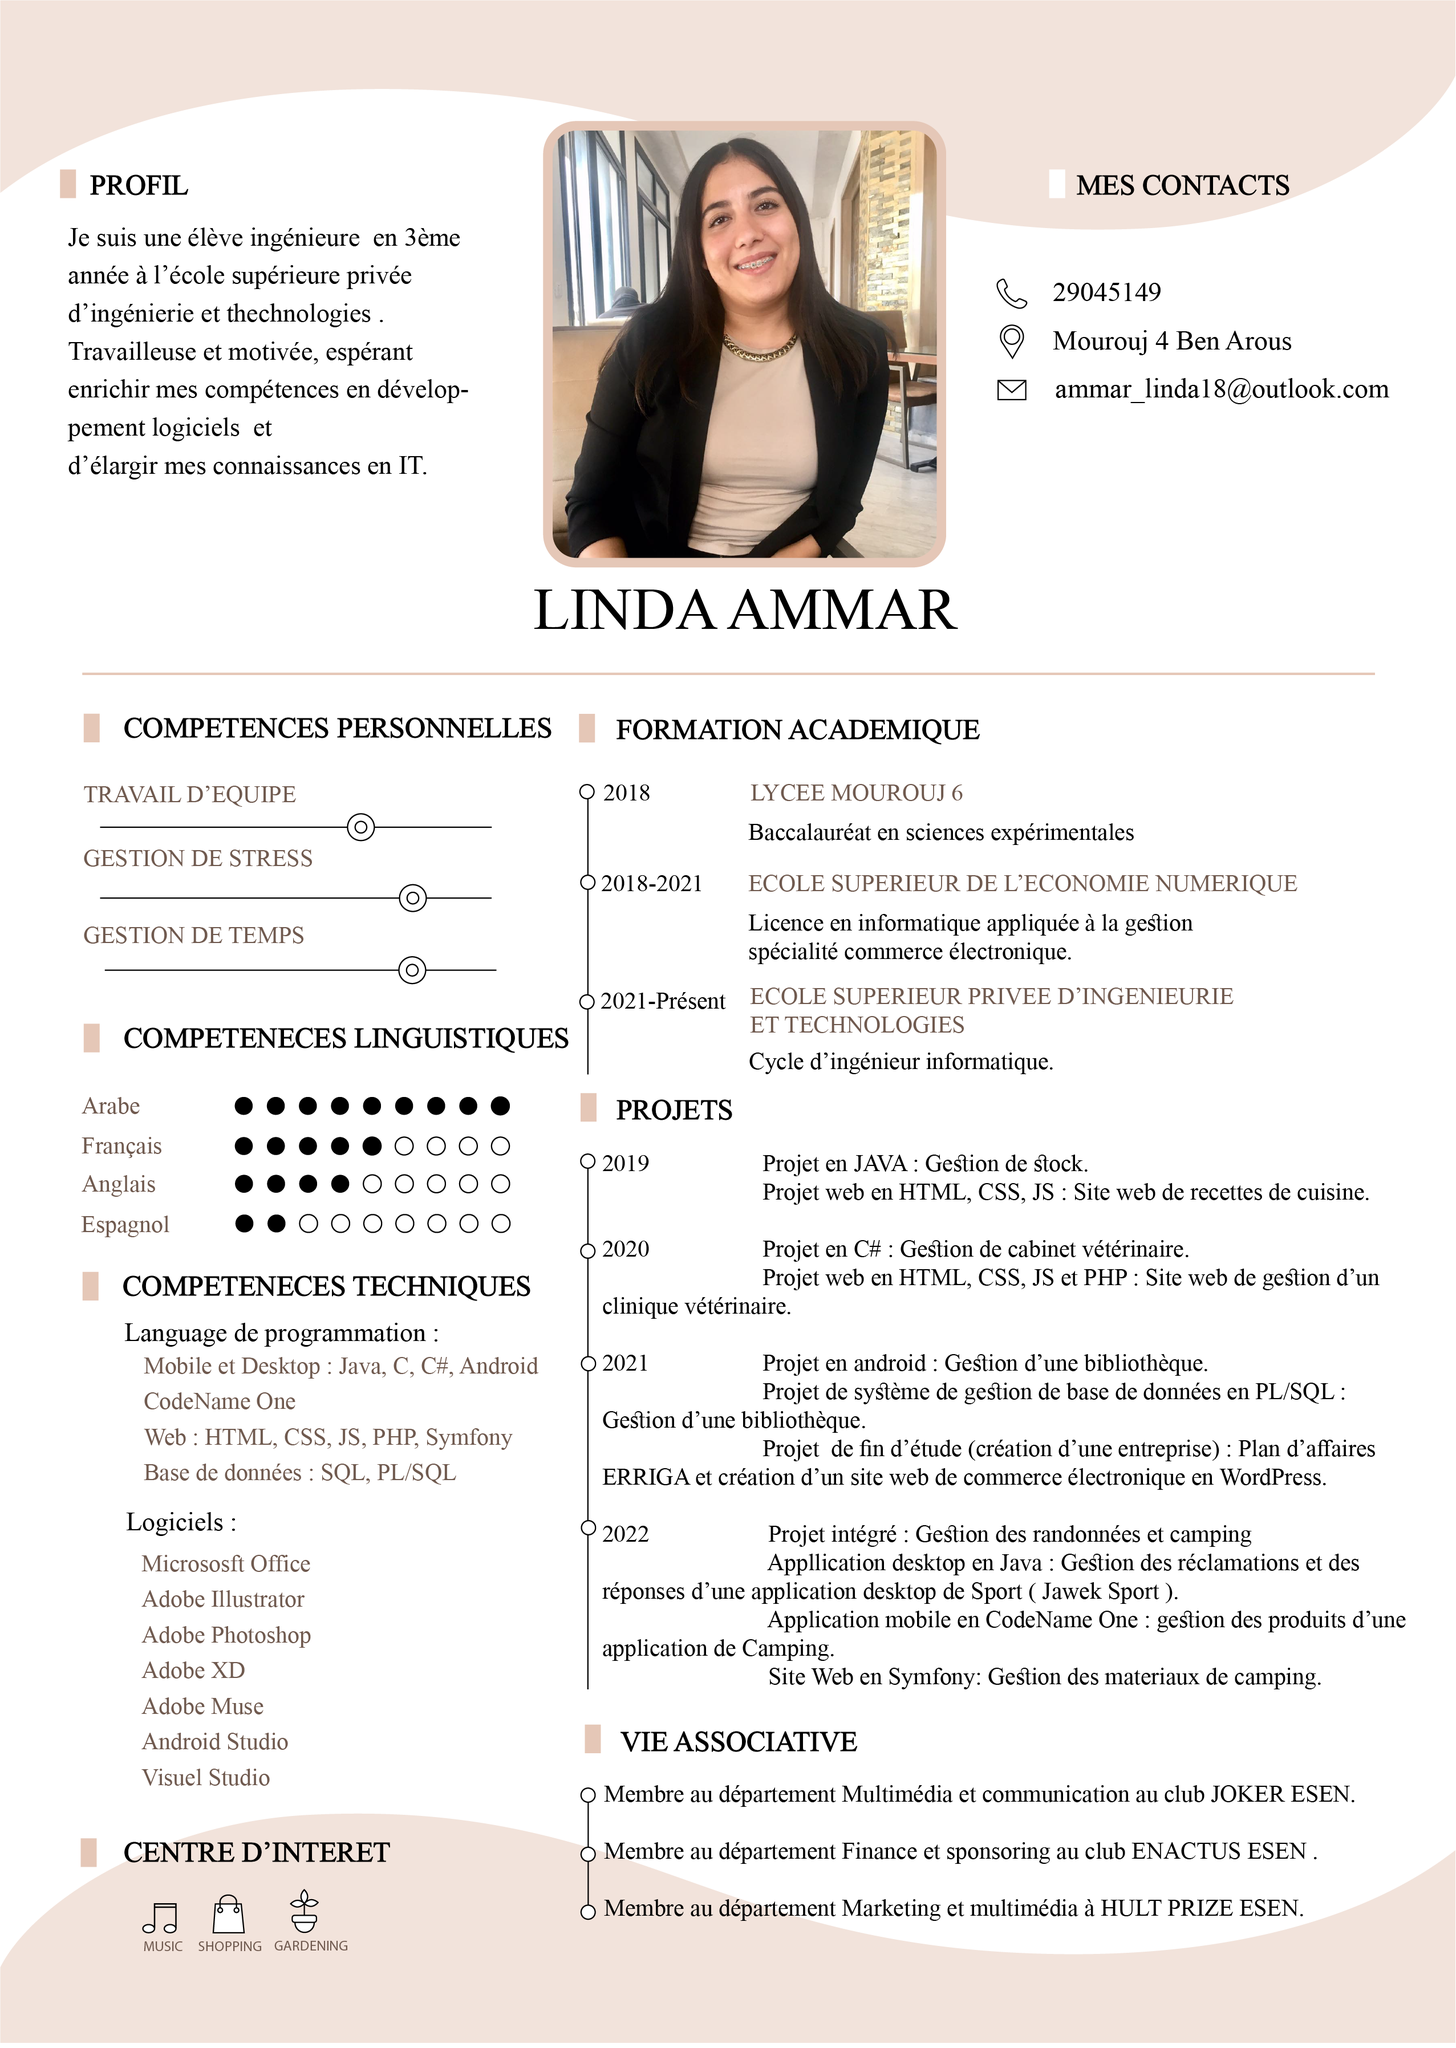 PROFIL
Je suis une élève ingénieure  en 3ème
année à l’école supérieure privée
d’ingénierie et thechnologies .
Travailleuse et motivée, espérant
enrichir mes compétences en dévelop-
pement logiciels  et
d’élargir mes connaissances en IT.
MES CONTACTS
29045149
Mourouj 4 Ben Arous
ammar_linda18@outlook.com
LINDA AMMAR
COMPETENCES PERSONNELLES
TRAVAIL D’EQUIPE
GESTION DE STRESS
GESTION DE TEMPS
COMPETENECES LINGUISTIQUES
Arabe
Français
Anglais
Espagnol
COMPETENECES TECHNIQUES
Language de programmation :
Mobile et Desktop : Java, C, C#, Android
CodeName One
Web : HTML, CSS, JS, PHP, Symfony
Base de données : SQL, PL/SQL
Logiciels :
Micrososft Office
Adobe Illustrator
Adobe Photoshop
Adobe XD
Adobe Muse
Android Studio
Visuel Studio
CENTRE D’INTERET
MUSIC SHOPPING GARDENING
FORMATION ACADEMIQUE
2018 LYCEE MOUROUJ 6
Baccalauréat en sciences expérimentales
2018-2021 ECOLE SUPERIEUR DE L’ECONOMIE NUMERIQUE
Licence en informatique appliquée à la gestion
spécialité commerce électronique.
2021-Présent ECOLE SUPERIEUR PRIVEE D’INGENIEURIE
ET TECHNOLOGIES
Cycle d’ingénieur informatique.
PROJETS
2019 Projet en JAVA : Gestion de stock.
Projet web en HTML, CSS, JS : Site web de recettes de cuisine.
2020 Projet en C# : Gestion de cabinet vétérinaire.
Projet web en HTML, CSS, JS et PHP : Site web de gestion d’un
clinique vétérinaire.
2021 Projet en android : Gestion d’une bibliothèque.
Projet de système de gestion de base de données en PL/SQL :
Gestion d’une bibliothèque.
Projet  de fin d’étude (création d’une entreprise) : Plan d’affaires
ERRIGA et création d’un site web de commerce électronique en WordPress.
2022 Projet intégré : Gestion des randonnées et camping
Appllication desktop en Java : Gestion des réclamations et des
réponses d’une application desktop de Sport ( Jawek Sport ).
Application mobile en CodeName One : gestion des produits d’une
application de Camping.
Site Web en Symfony: Gestion des materiaux de camping.
VIE ASSOCIATIVE
Membre au département Multimédia et communication au club JOKER ESEN.
Membre au département Finance et sponsoring au club ENACTUS ESEN .
Membre au département Marketing et multimédia à HULT PRIZE ESEN.